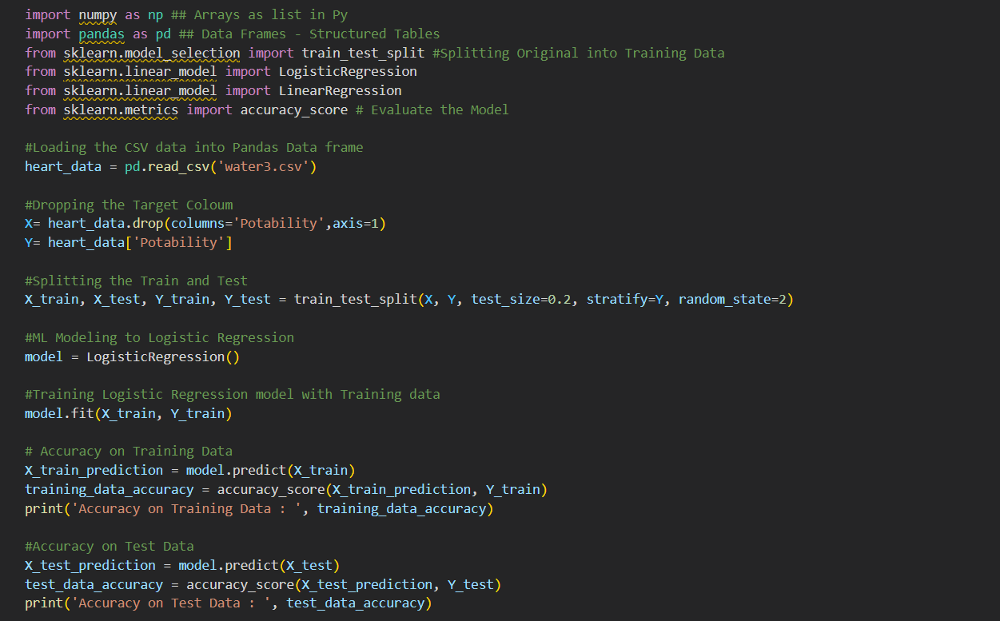 import numpy as np ## Arrays as list in Py
import pandas as pd ## Data Frames - Structured Tables
from sklearn.model_selection import train_test_split #Splitting Original into Training Data
from sklearn.linear_model import LogisticRegression
from sklearn.linear_model import LinearRegression
from sklearn.metrics import accuracy_score # Evaluate the Model
#Loading the CSV data into Pandas Data frame
heart_data = pd.read_csv('water3.csv')
#Dropping the Target Coloum
X= heart_data.drop(columns='Potability',axis=1)
Y= heart_data['Potability']
#Splitting the Train and Test
X_train, X_test, Y_train, Y_test = train_test_split(X, Y, test_size=0.2, stratify=Y, random_state=2)
#ML Modeling to Logistic Regression
model = LogisticRegression()
#Training Logistic Regression model with Training data
model.fit(X_train, Y_train)
# Accuracy on Training Data
X_train_prediction = model.predict(X_train)
training_data_accuracy = accuracy_score(X_train_prediction, Y_train)
print('Accuracy on Training Data : ', training_data_accuracy)
#Accuracy on Test Data
X_test_prediction = model.predict(X_test)
test_data_accuracy = accuracy_score(X_test_prediction, Y_test)
print('Accuracy on Test Data : ', test_data_accuracy)